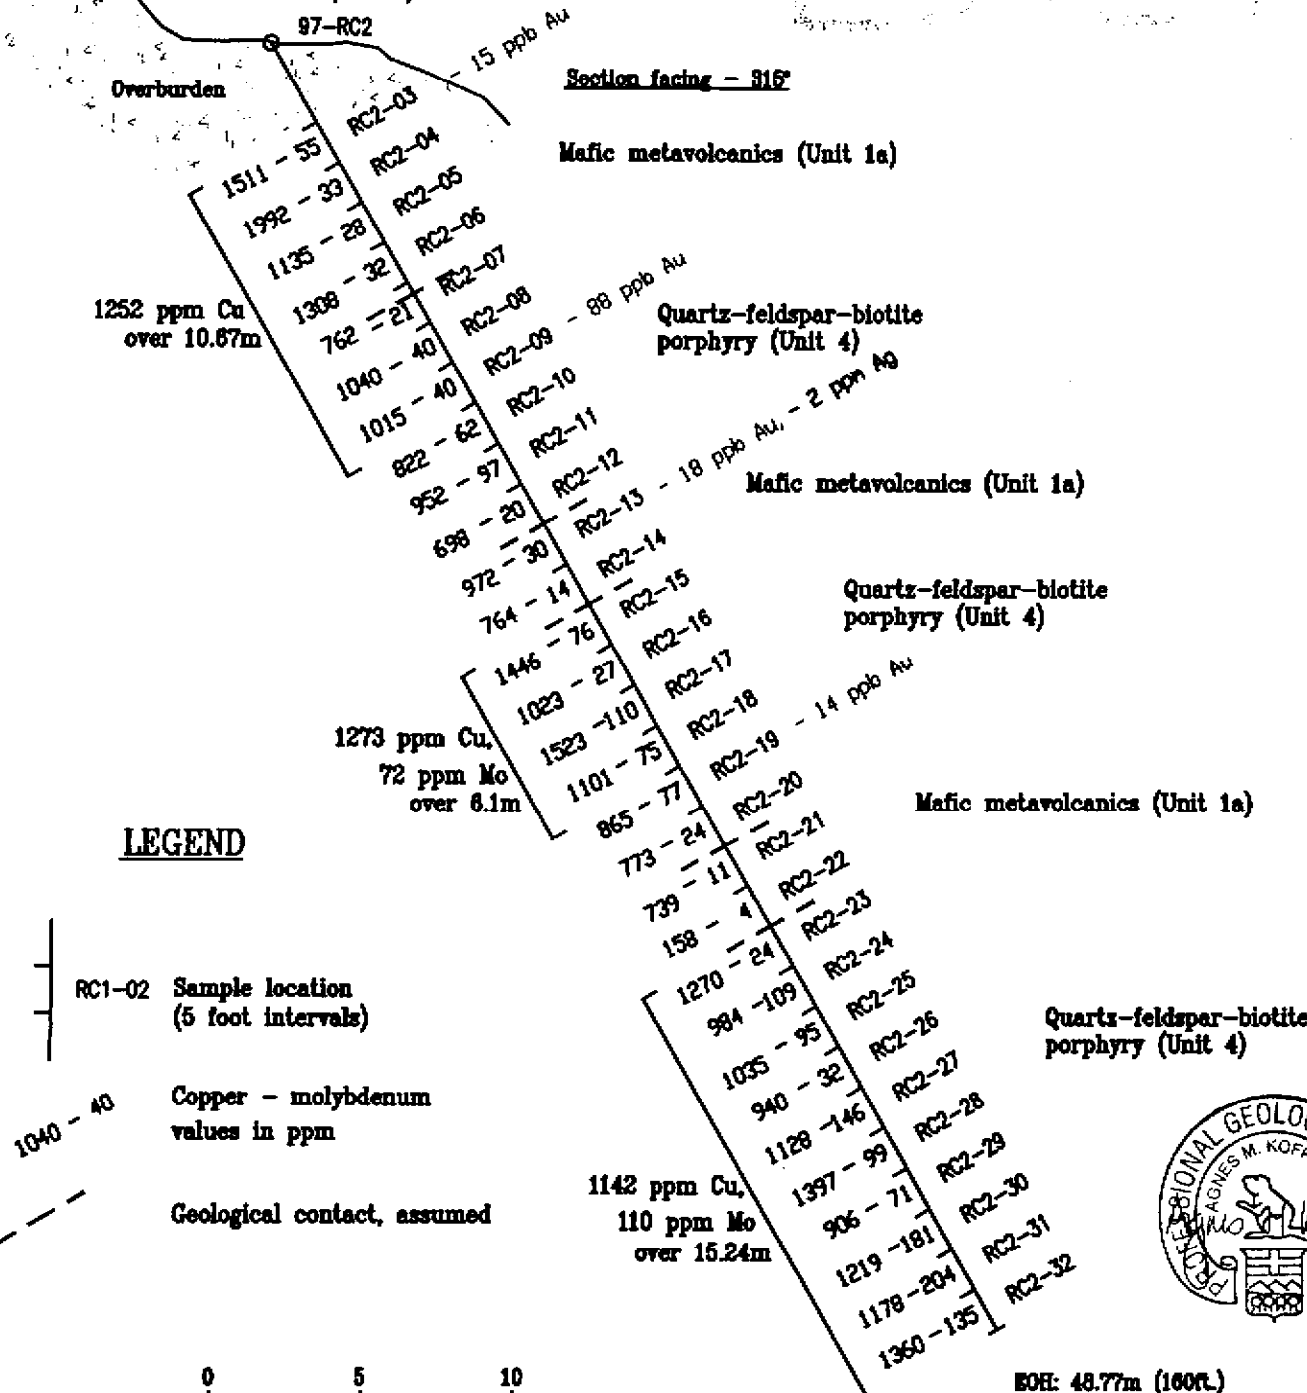 97-RC2
15 ppb Au
Overburden
Section facing - 316°
Mafic metavolcanics (Unit 1a)
1511 - 55 RC2-03
1992 - 33 RC2-04
1135 - 28 RC2-05
1308 - 32 RC2-06
762 - 21 RC2-07
1040 - 40 RC2-08
1015 - 40 RC2-09 - 88 ppb Au
822 - 62 RC2-10
952 - 97 RC2-11
698 - 20 RC2-12
972 - 30 RC2-13 - 18 ppb Au, - 2 ppm Ag
764 - 14 RC2-14
1446 - 76 RC2-15
1023 - 27 RC2-16
1523 -110 RC2-17
1101 - 75 RC2-18
865 - 77 RC2-19 - 14 ppb Au
773 - 24 RC2-20
739 - 11 RC2-21
158 - 4 RC2-22
1270 - 24 RC2-23
984 -109 RC2-24
1035 - 95 RC2-25
940 - 32 RC2-26
1128 -146 RC2-27
1397 - 99 RC2-28
906 - 71 RC2-29
1219 -181 RC2-30
1178 -204 RC2-31
1360 -135 RC2-32
1252 ppm Cu
over 10.67m
Quartz-feldspar-biotite
porphyry (Unit 4)
Mafic metavolcanics (Unit 1a)
Quartz-feldspar-biotite
porphyry (Unit 4)
1273 ppm Cu,
72 ppm Mo
over 6.1m
Mafic metavolcanics (Unit 1a)
LEGEND
RC1-02 Sample location
(5 foot intervals)
Quartz-feldspar-biotite
porphyry (Unit 4)
1040 - 40 Copper - molybdenum
values in ppm
Geological contact, assumed
1142 ppm Cu,
110 ppm Mo
over 15.24m
AGNES M.
0 5 10
EOH: 48.77m (160ft.)